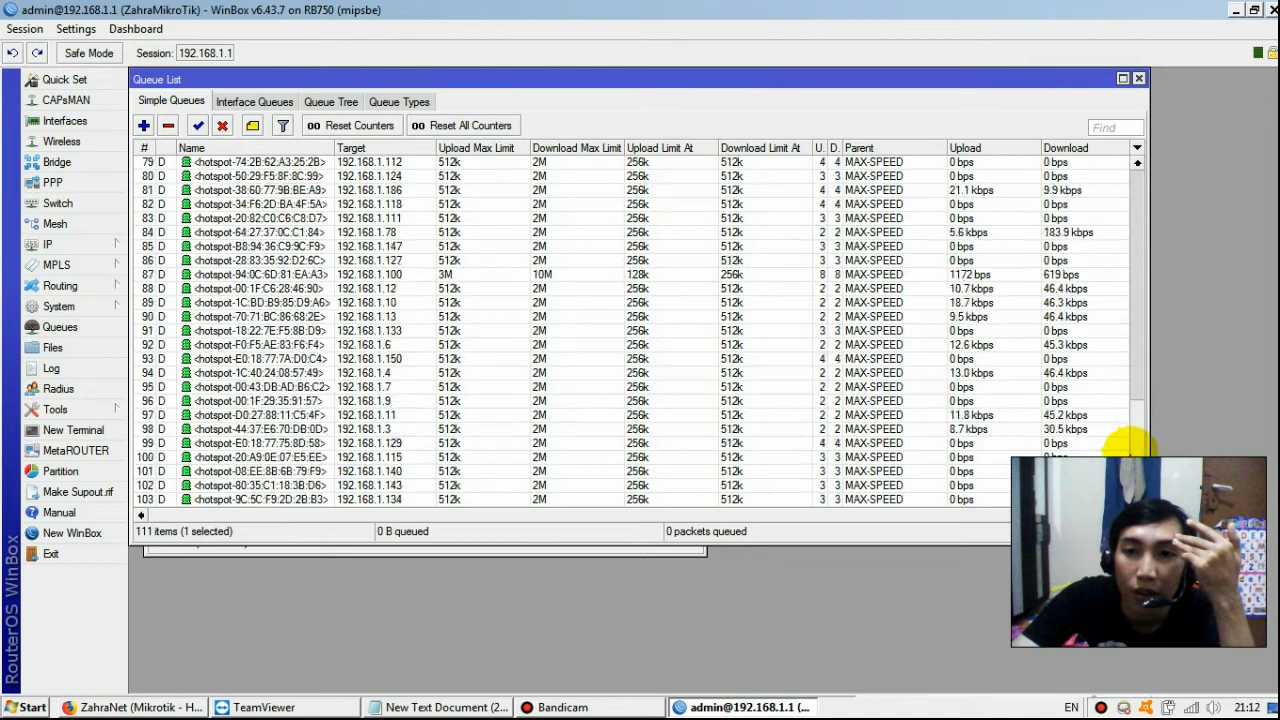 admin@192.168.1.1 (ZahraMikroTik) - WinBox v6.43.7 on RB750 (mipsbe)
Session Settings Dashboard
Safe Mode Session: 192.168.1.1
Quick Set
CAPsMAN
Interfaces
Wireless
Bridge
PPP
Switch
Mesh
IP
MPLS
Routing
System
Queues
Files
Log
Radius
Tools
New Terminal
MetaROUTER
Partition
Make Supout.rif
Manual
New WinBox
Exit
RouterOS WinBox
Queue List
Simple Queues Interface Queues Queue Tree Queue Types
00 Reset Counters 00 Reset All Counters Find
# Name Target Upload Max Limit Download Max Limit Upload Limit At Download Limit At U. D. Parent Upload Download
79 D <hotspot-74:2B:62:A3:25:2B> 192.168.1.112 512k 2M 256k 512k 4 4 MAX-SPEED 0 bps 0 bps
80 D <hotspot-50:29:F5:8F:8C:99> 192.168.1.124 512k 2M 256k 512k 3 3 MAX-SPEED 0 bps 0 bps
81 D <hotspot-38:60:77:9B:BE:A9> 192.168.1.186 512k 2M 256k 512k 4 4 MAX-SPEED 21.1 kbps 9.9 kbps
82 D <hotspot-34:F6:2D:BA:4F:5A> 192.168.1.118 512k 2M 256k 512k 4 4 MAX-SPEED 0 bps 0 bps
83 D <hotspot-20:82:C0:C6:C8:D7> 192.168.1.111 512k 2M 256k 512k 3 3 MAX-SPEED 0 bps 0 bps
84 D <hotspot-64:27:37:0C:C1:84> 192.168.1.78 512k 2M 256k 512k 2 2 MAX-SPEED 5.6 kbps 183.9 kbps
85 D <hotspot-B8:94:36:C9:9C:F9> 192.168.1.147 512k 2M 256k 512k 3 3 MAX-SPEED 0 bps 0 bps
86 D <hotspot-28:83:35:92:D2:6C> 192.168.1.127 512k 2M 256k 512k 3 3 MAX-SPEED 0 bps 0 bps
87 D <hotspot-94:0C:6D:81:EA:A3> 192.168.1.100 3M 10M 128k 256k 8 8 MAX-SPEED 1172 bps 619 bps
88 D <hotspot-00:1F:C6:28:46:90> 192.168.1.12 512k 2M 256k 512k 2 2 MAX-SPEED 10.7 kbps 46.4 kbps
89 D <hotspot-1C:BD:B9:85:D9:A6> 192.168.1.10 512k 2M 256k 512k 2 2 MAX-SPEED 18.7 kbps 46.3 kbps
90 D <hotspot-70:71:BC:86:68:2E> 192.168.1.13 512k 2M 256k 512k 2 2 MAX-SPEED 9.5 kbps 46.4 kbps
91 D <hotspot-18:22:7E:F5:8B:D9> 192.168.1.133 512k 2M 256k 512k 3 3 MAX-SPEED 0 bps 0 bps
92 D <hotspot-F0:F5:AE:83:F6:F4> 192.168.1.6 512k 2M 256k 512k 2 2 MAX-SPEED 12.6 kbps 45.3 kbps
93 D <hotspot-E0:18:77:7A:D0:C4> 192.168.1.150 512k 2M 256k 512k 4 4 MAX-SPEED 0 bps 0 bps
94 D <hotspot-1C:40:24:08:57:49> 192.168.1.4 512k 2M 256k 512k 2 2 MAX-SPEED 13.0 kbps 46.4 kbps
95 D <hotspot-00:43:DB:AD:B6:C2> 192.168.1.7 512k 2M 256k 512k 2 2 MAX-SPEED 0 bps 0 bps
96 D <hotspot-00:1F:29:35:91:57> 192.168.1.9 512k 2M 256k 512k 2 2 MAX-SPEED 0 bps 0 bps
97 D <hotspot-D0:27:88:11:C5:4F> 192.168.1.11 512k 2M 256k 512k 2 2 MAX-SPEED 11.8 kbps 45.2 kbps
98 D <hotspot-44:37:E6:70:DB:0D> 192.168.1.3 512k 2M 256k 512k 2 2 MAX-SPEED 8.7 kbps 30.5 kbps
99 D <hotspot-E0:18:77:75:8D:58> 192.168.1.129 512k 2M 256k 512k 4 4 MAX-SPEED 0 bps 0 bps
100 D <hotspot-20:A9:0E:07:E5:EE> 192.168.1.115 512k 2M 256k 512k 3 3 MAX-SPEED 0 bps
101 D <hotspot-08:EE:8B:6B:79:F9> 192.168.1.140 512k 2M 256k 512k 3 3 MAX-SPEED 0 bps
102 D <hotspot-80:35:C1:18:3B:D6> 192.168.1.143 512k 2M 256k 512k 3 3 MAX-SPEED 0 bps
103 D <hotspot-9C:5C:F9:2D:2B:B3> 192.168.1.134 512k 2M 256k 512k 3 3 MAX-SPEED 0 bps
111 items (1 selected) 0 B queued 0 packets queued
Start ZahraNet (Mikrotik - H... TeamViewer New Text Document (2... Bandicam admin@192.168.1.1 (... EN 21:12